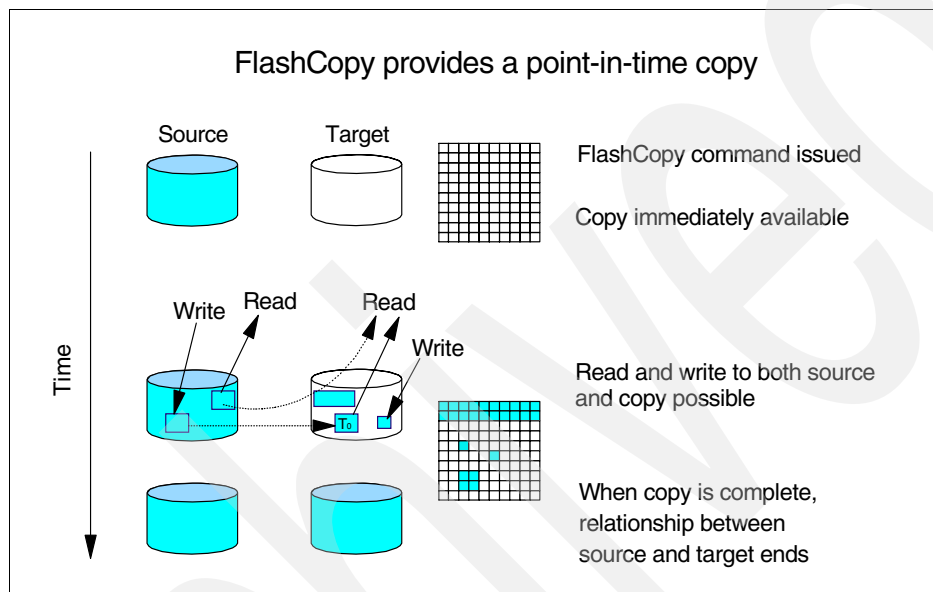 FlashCopy provides a point-in-time copy
Source
Target
FlashCopy command issued
Copy immediately available
Write
Read
Read
Write
Time
T0
Read and write to both source
and copy possible
When copy is complete,
relationship between
source and target ends